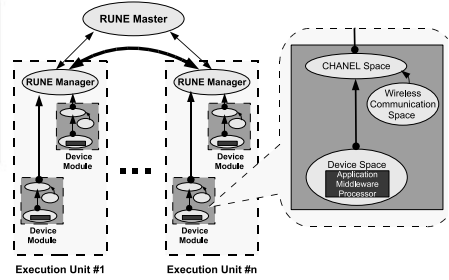 RUNE Master
RUNE Manager
RUNE Manager
Device
Module
Device
Module
Device
Module
Device
Module
Execution Unit #1
Execution Unit #n
CHANEL Space
Wireless
Communication
Space
Device Space
Application
Middleware
Processor